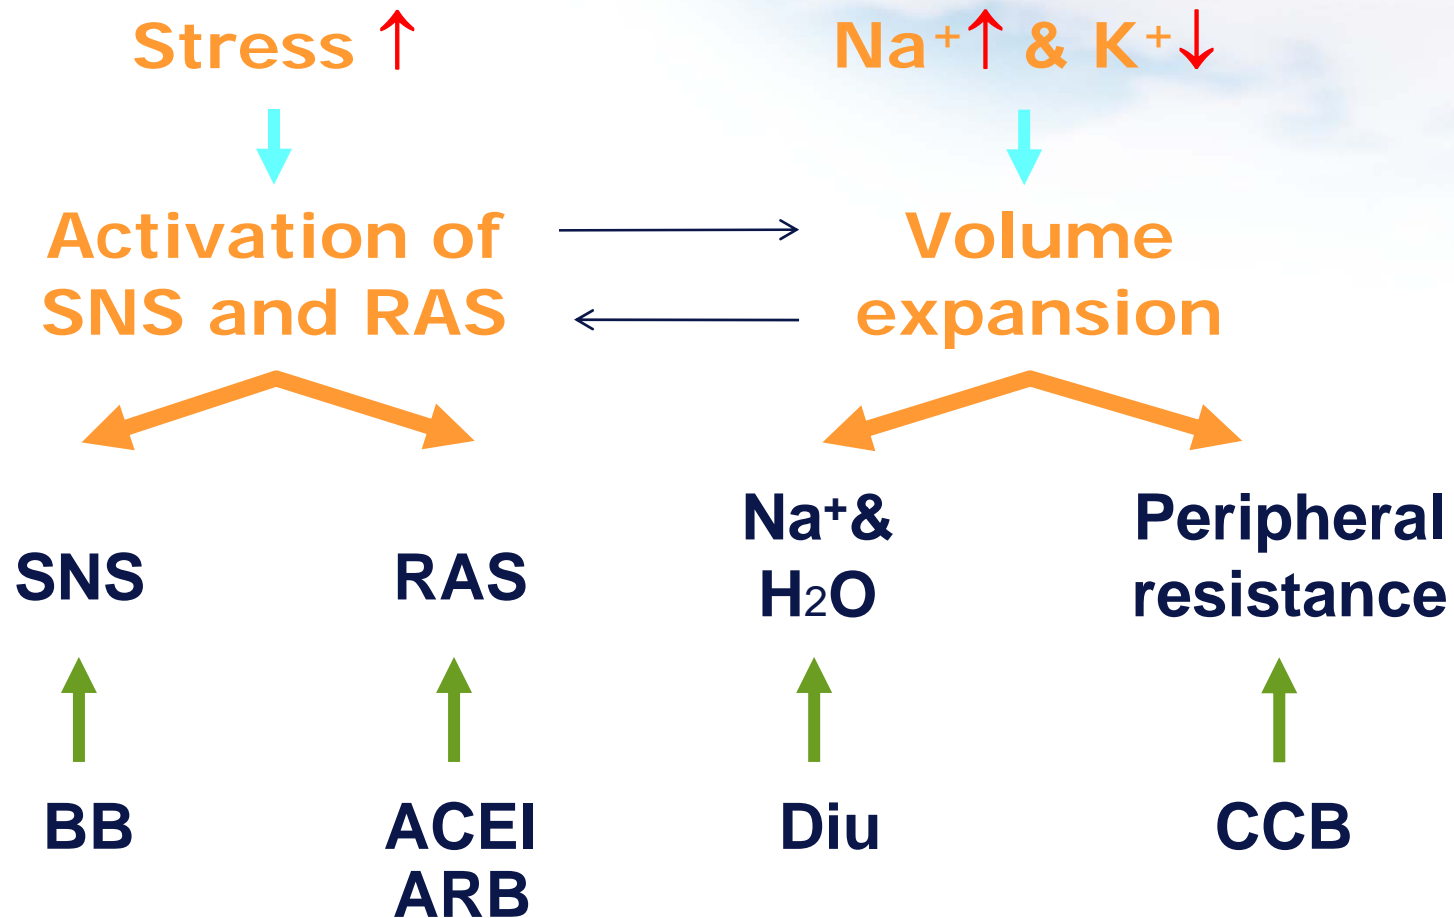 Stress ↑
Na⁺↑ & K⁺↓
Activation of
SNS and RAS
Volume
expansion
SNS
RAS
Na⁺&
H₂O
Peripheral
resistance
BB
ACEI
ARB
Diu
CCB